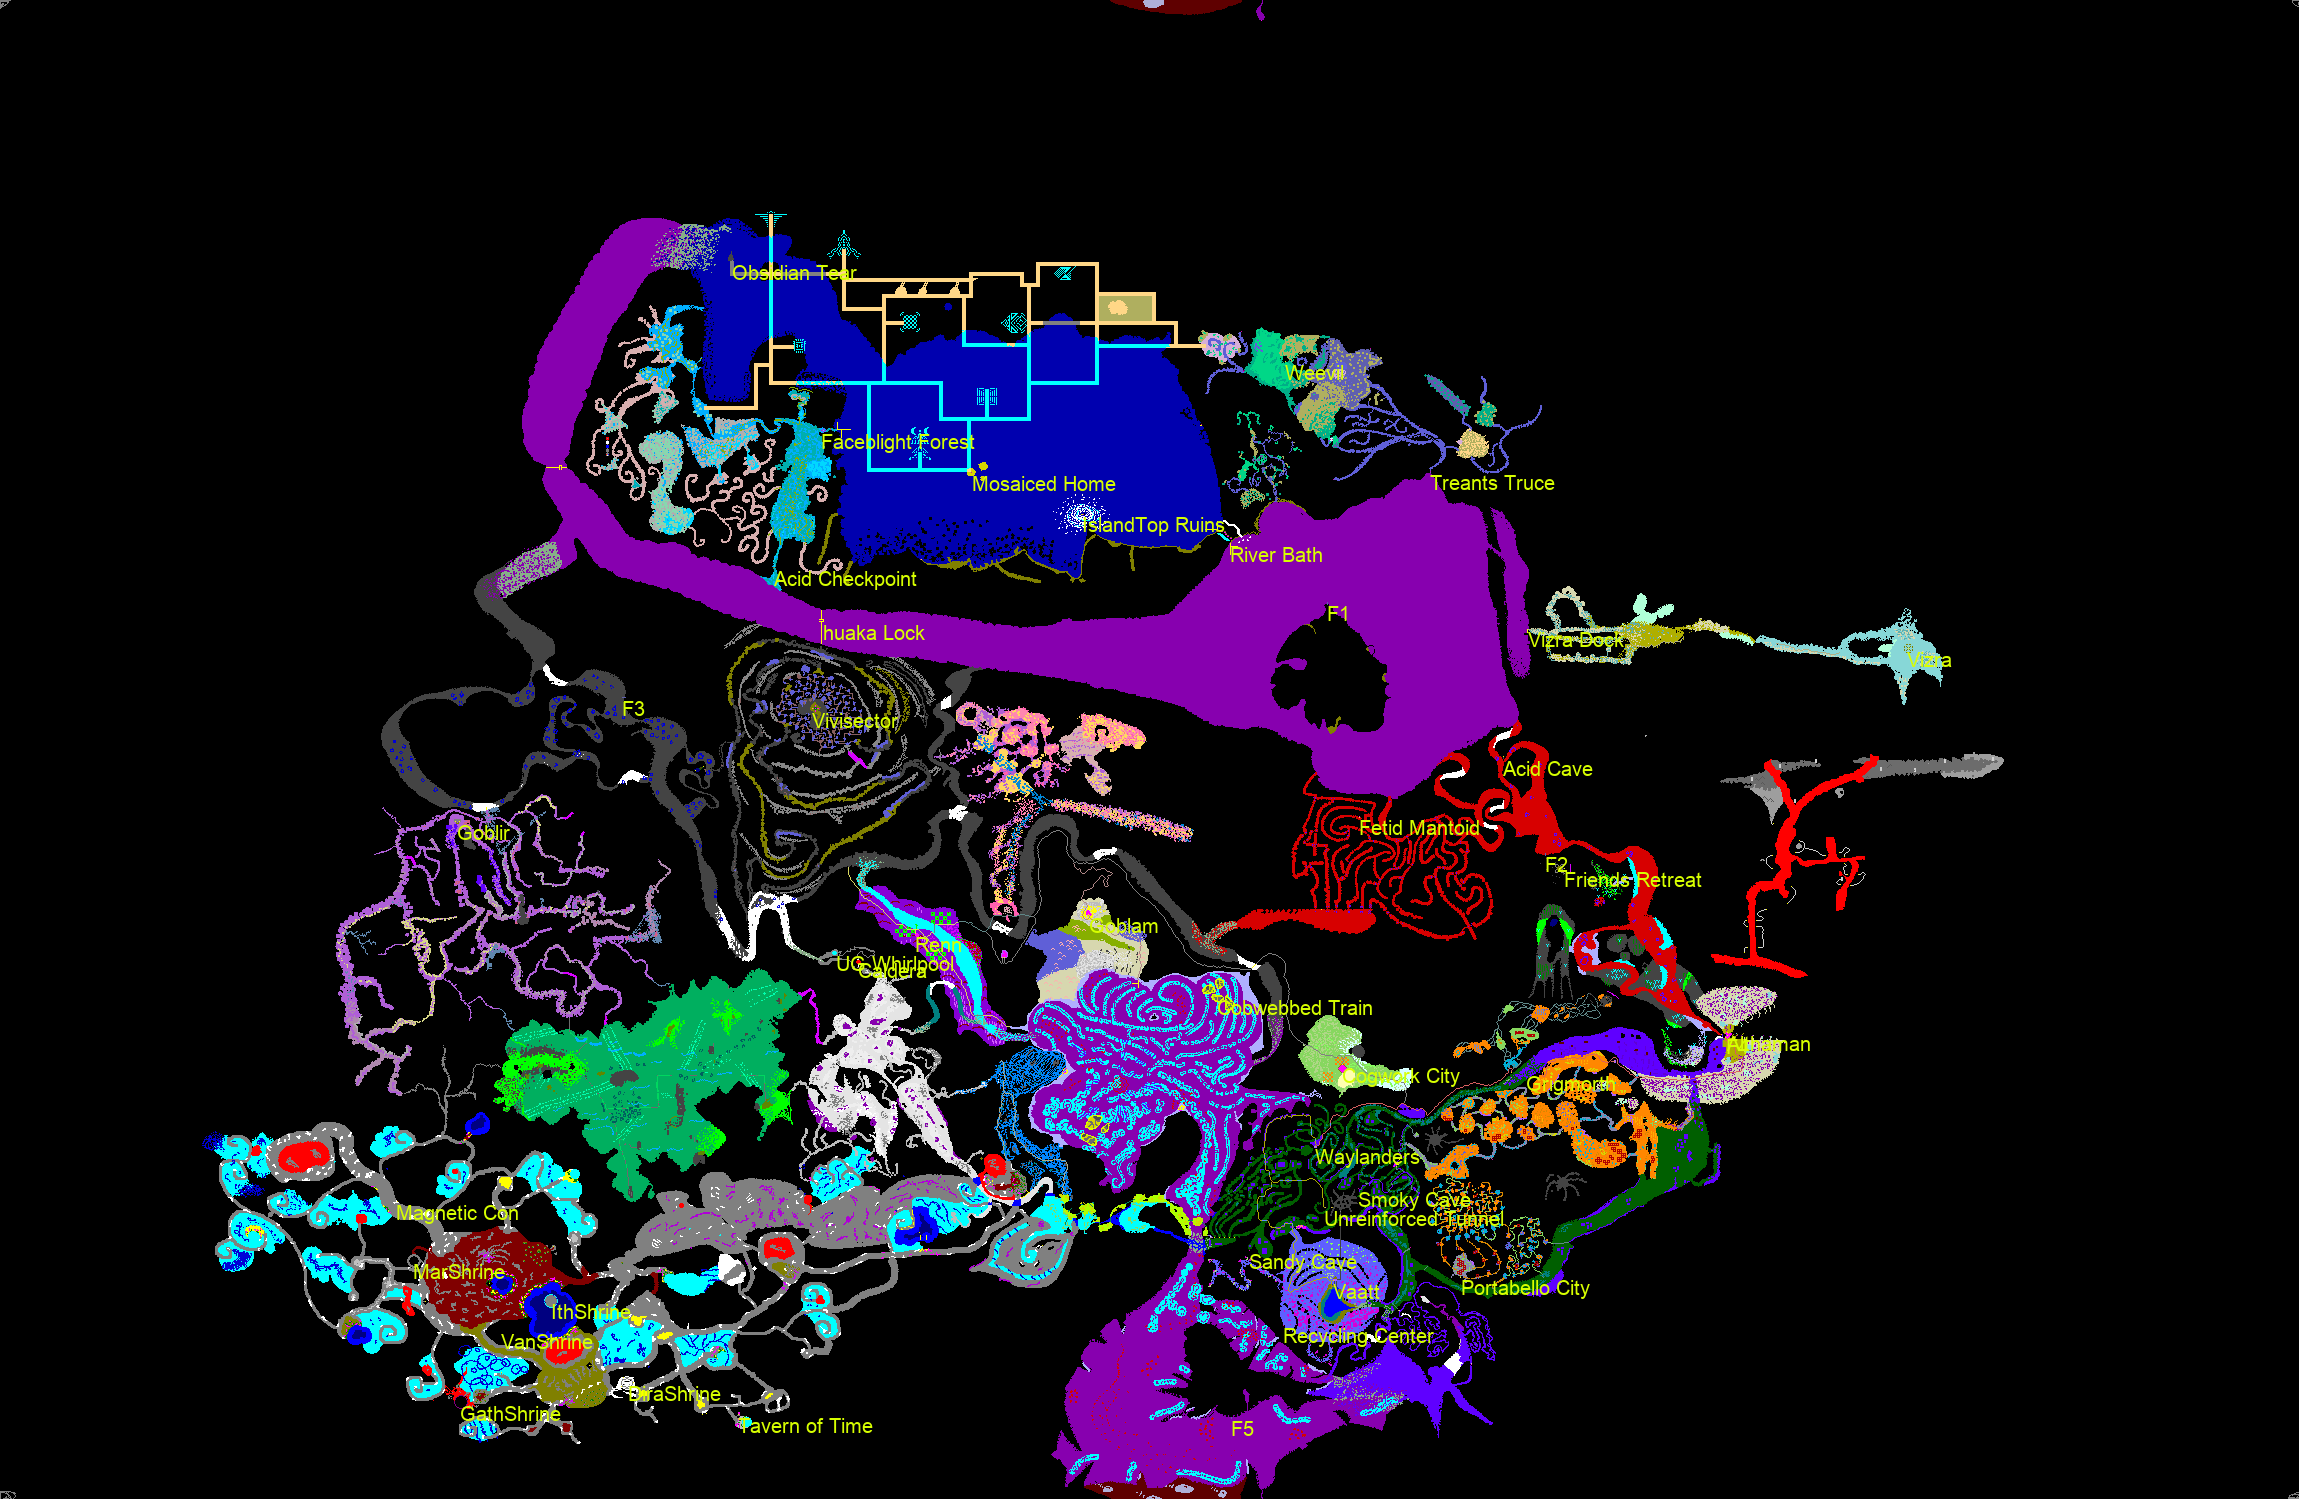 Obsidian Tear
Weevil
Faceblight Forest
Mosaiced Home
Treants Truce
IslandTop Ruins
River Bath
Acid Checkpoint
F1
Ihuaka Lock
Vizra Dock
Vizra
F3
Vivisector
Acid Cave
Fetid Mantoid
Goblir
F2
Friends Retreat
Goblam
Renn
UG Whirlpool
Caldera
Cobwebbed Train
Cogwork City
Grigmorth
Waylanders
Smoky Cave
Magnetic Con
Unreinforced Tunnel
Sandy Cave
MarShrine
Portabello City
Vaatt
IthShrine
Recycling Center
VanShrine
DiraShrine
GathShrine
Tavern of Time
F5